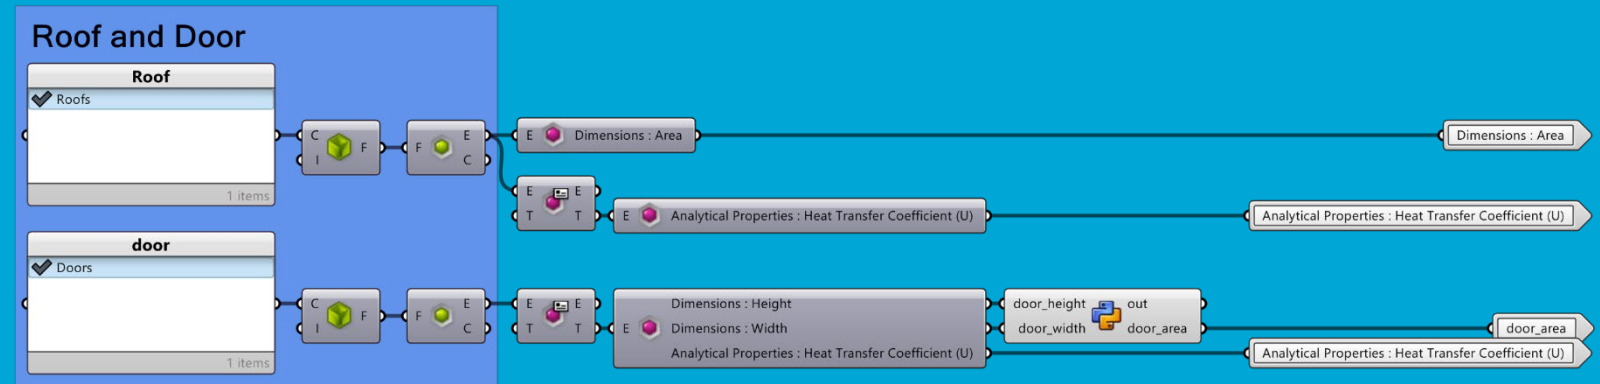 Roof and Door
Roof
Roofs
1 items
C F
I
F E
C
E Dimensions : Area
Dimensions : Area
E E
T T
E Analytical Properties : Heat Transfer Coefficient (U)
Analytical Properties : Heat Transfer Coefficient (U)
door
Doors
1 items
C F
I
F E
C
E E
T T
Dimensions : Height
E Dimensions : Width
Analytical Properties : Heat Transfer Coefficient (U)
door_height out
door_width door_area
door_area
Analytical Properties : Heat Transfer Coefficient (U)